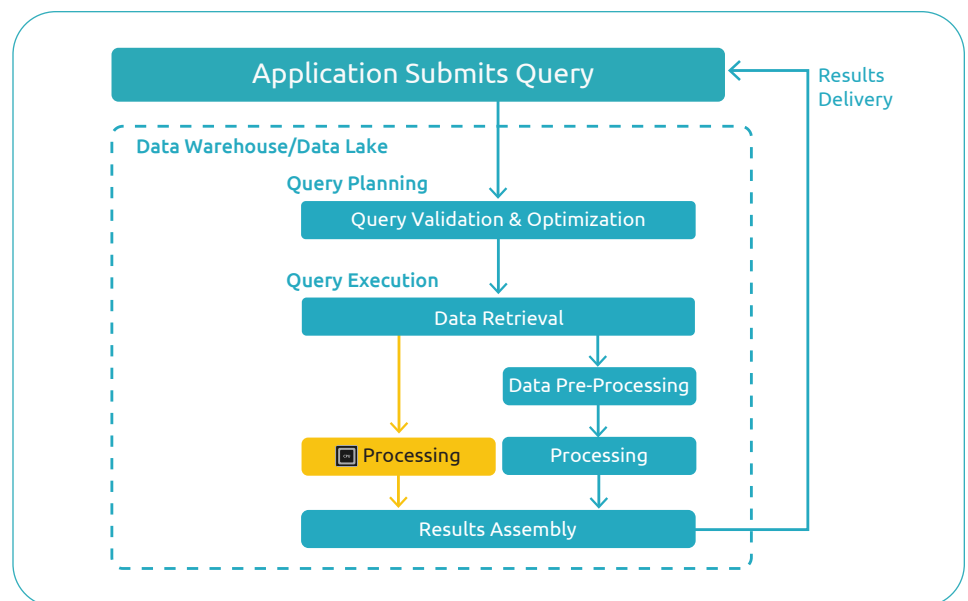 Application Submits Query
Results
Delivery
Data Warehouse/Data Lake
Query Planning
Query Validation & Optimization
Query Execution
Data Retrieval
Data Pre-Processing
Processing
Processing
Results Assembly